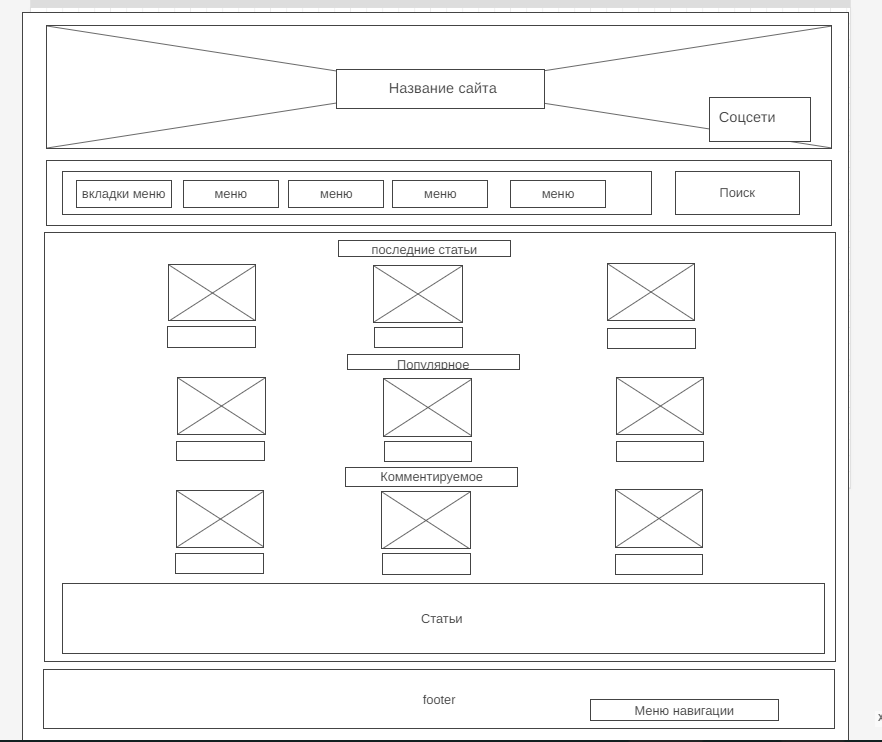 Название сайта
Соцсети
вкладки меню
меню
меню
меню
меню
Поиск
последние статьи
Популярное
Комментируемое
Статьи
footer
Меню навигации
x